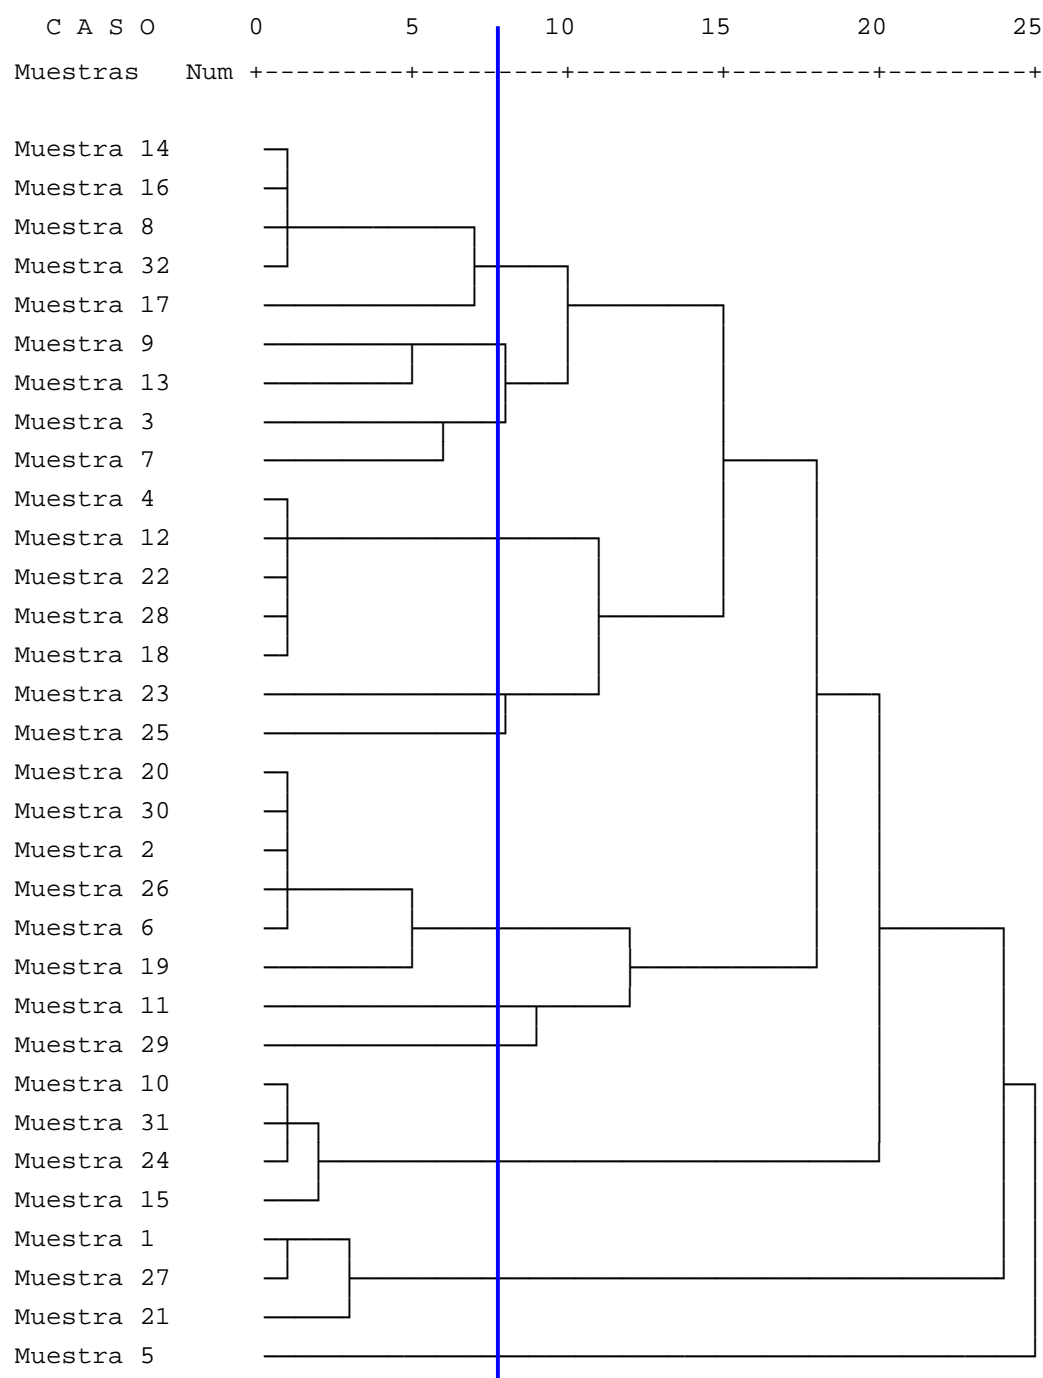 C A S O 0 5 10 15 20 25
Muestras Num +---------+---------+---------+---------+---------+
Muestra 14
Muestra 16
Muestra 8
Muestra 32
Muestra 17
Muestra 9
Muestra 13
Muestra 3
Muestra 7
Muestra 4
Muestra 12
Muestra 22
Muestra 28
Muestra 18
Muestra 23
Muestra 25
Muestra 20
Muestra 30
Muestra 2
Muestra 26
Muestra 6
Muestra 19
Muestra 11
Muestra 29
Muestra 10
Muestra 31
Muestra 24
Muestra 15
Muestra 1
Muestra 27
Muestra 21
Muestra 5